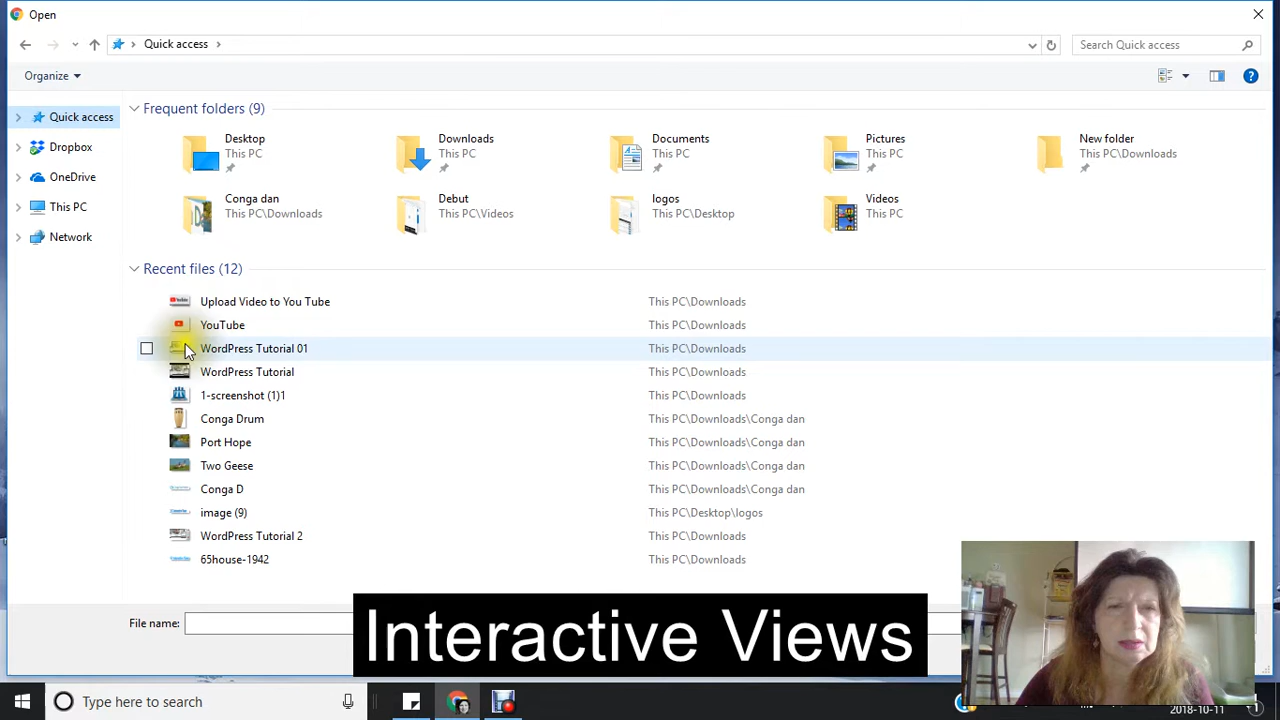 Open
Quick access
Search Quick access
Organize
Quick access
Dropbox
OneDrive
This PC
Network
Frequent folders (9)
Desktop
This PC
Downloads
This PC
Documents
This PC
Pictures
This PC
New folder
This PC\Downloads
Conga dan
This PC\Downloads
Debut
This PC\Videos
logos
This PC\Desktop
Videos
This PC
Recent files (12)
Upload Video to You Tube This PC\Downloads
YouTube This PC\Downloads
WordPress Tutorial 01 This PC\Downloads
WordPress Tutorial This PC\Downloads
1-screenshot (1)1 This PC\Downloads
Conga Drum This PC\Downloads\Conga dan
Port Hope This PC\Downloads\Conga dan
Two Geese This PC\Downloads\Conga dan
Conga D This PC\Downloads\Conga dan
image (9) This PC\Desktop\logos
WordPress Tutorial 2 This PC\Downloads
65house-1942 This PC\Downloads
File name:
Interactive Views
Type here to search
2018-10-11